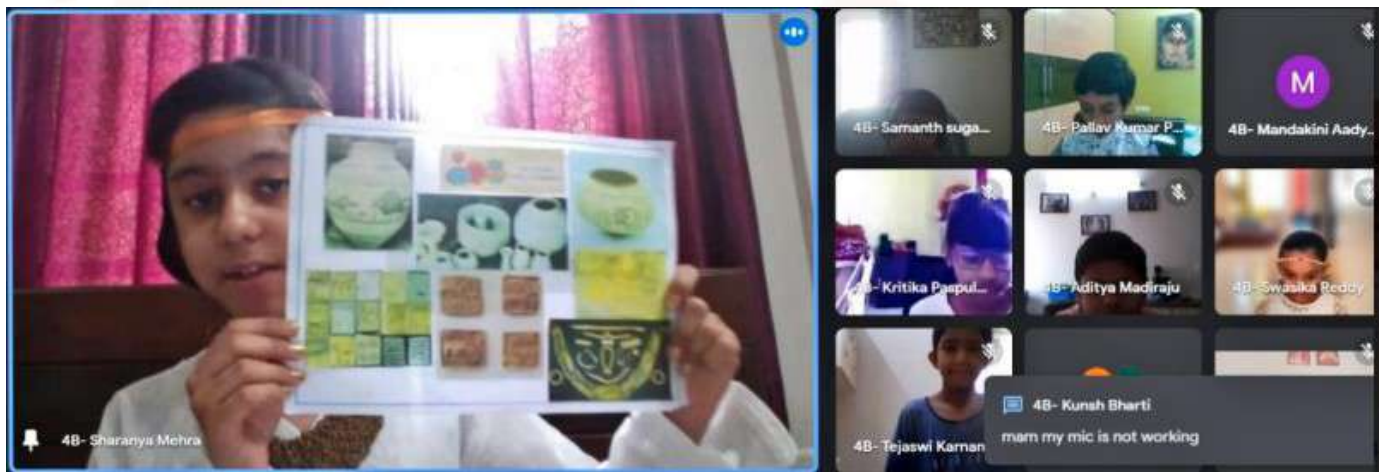 4B- Sharanya Mehra
4B- Samanth suga...
4B- Pallav Kumar P...
M
4B- Mandakini Aady...
4B- Kritika Paspul...
4B- Aditya Madiraju
4B- Swasika Reddy
4B- Tejaswi Karnan
4B- Kunsh Bharti
mam my mic is not working